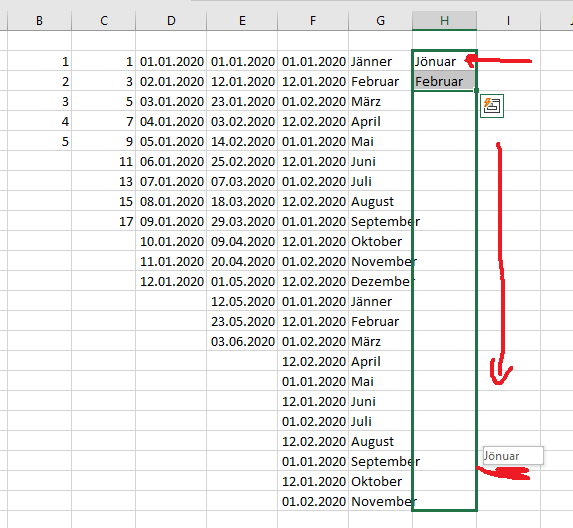 B C D E F G H I
1 1 01.01.2020 01.01.2020 01.01.2020 Jänner Jönuar
2 3 02.01.2020 12.01.2020 12.01.2020 Februar Februar
3 5 03.01.2020 23.01.2020 01.02.2020 März
4 7 04.01.2020 03.02.2020 12.02.2020 April
5 9 05.01.2020 14.02.2020 01.01.2020 Mai
11 06.01.2020 25.02.2020 12.01.2020 Juni
13 07.01.2020 07.03.2020 01.02.2020 Juli
15 08.01.2020 18.03.2020 12.02.2020 August
17 09.01.2020 29.03.2020 01.01.2020 September
10.01.2020 09.04.2020 12.01.2020 Oktober
11.01.2020 20.04.2020 01.02.2020 November
12.01.2020 01.05.2020 12.02.2020 Dezember
12.05.2020 01.01.2020 Jänner
23.05.2020 12.01.2020 Februar
03.06.2020 01.02.2020 März
12.02.2020 April
01.01.2020 Mai
12.01.2020 Juni
01.02.2020 Juli
12.02.2020 August
01.01.2020 September Jönuar
12.01.2020 Oktober
01.02.2020 November